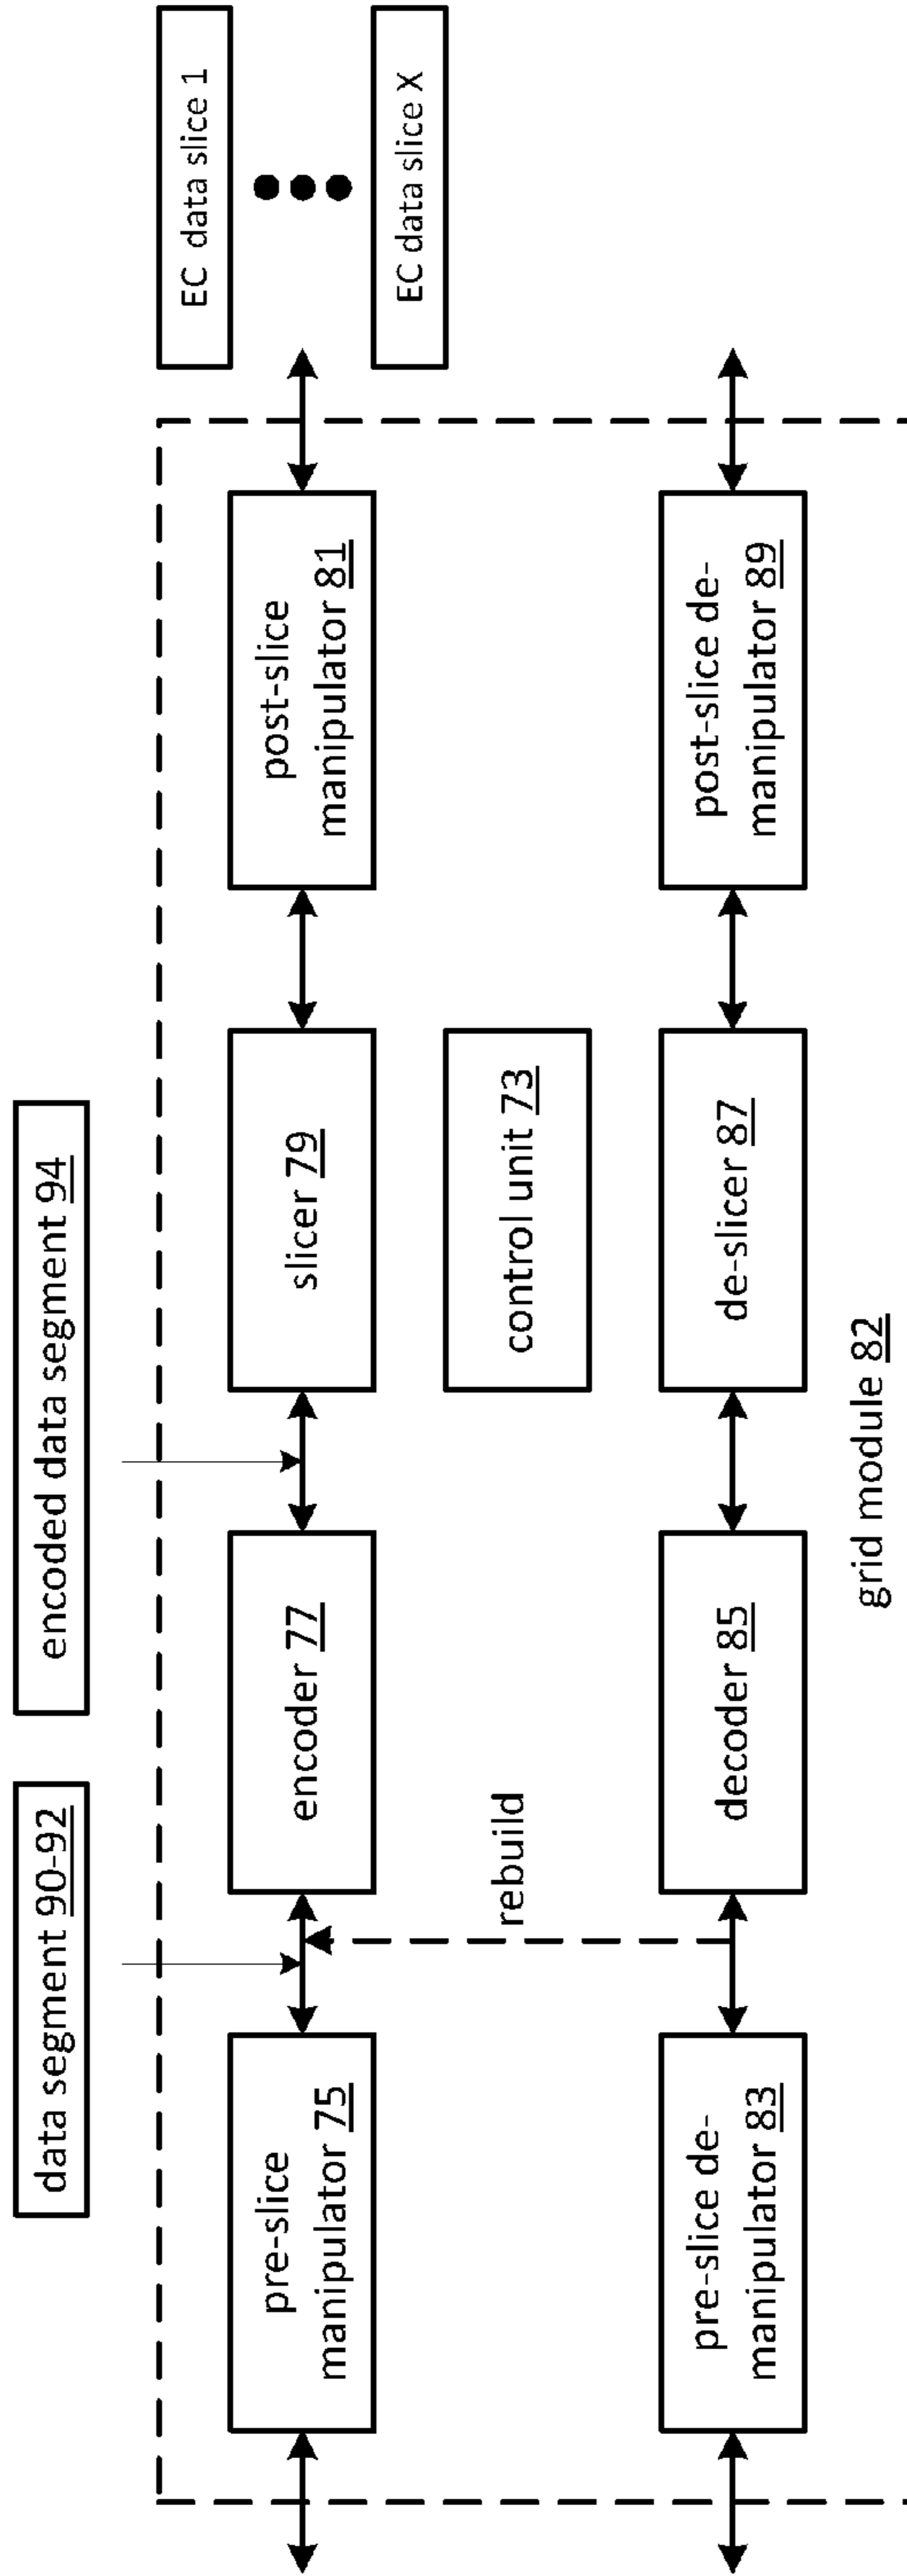 data segment 90-92
encoded data segment 94
EC data slice 1
EC data slice X
pre-slice
manipulator 75
encoder 77
slicer 79
post-slice
manipulator 81
rebuild
control unit 73
pre-slice de-
manipulator 83
decoder 85
de-slicer 87
post-slice de-
manipulator 89
grid module 82